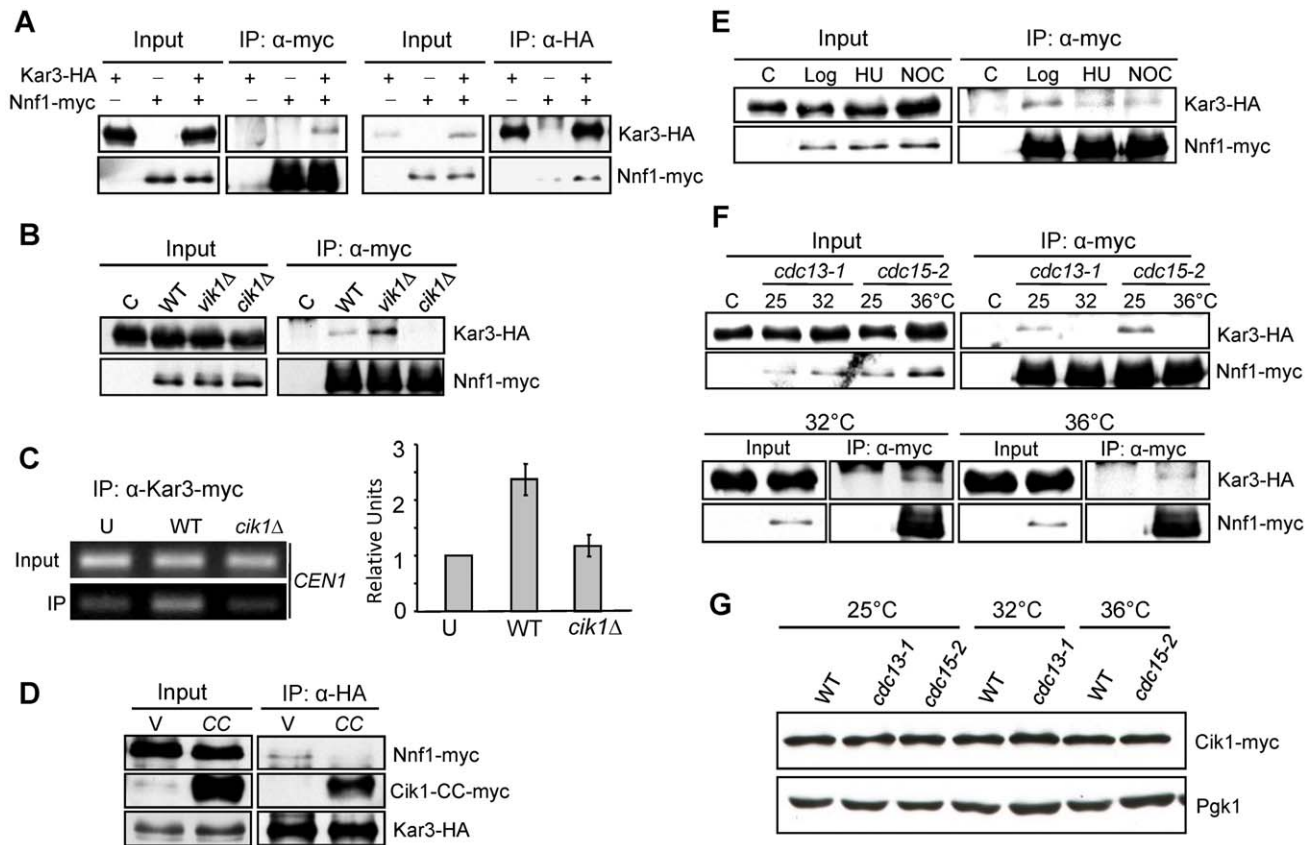 A
Input IP: α-myc Input IP: α-HA
Kar3-HA + – + + – + + – + + – +
Nnf1-myc – + + – + + – + + – + +
Kar3-HA
Nnf1-myc
B
Input IP: α-myc
C WT vik1Δ cik1Δ C WT vik1Δ cik1Δ
Kar3-HA
Nnf1-myc
C
IP: α-Kar3-myc
U WT cik1Δ
Input
IP
CEN1
Relative Units
3
2
1
0
U WT cik1Δ
D
Input IP: α-HA
V CC V CC
Nnf1-myc
Cik1-CC-myc
Kar3-HA
E
Input IP: α-myc
C Log HU NOC C Log HU NOC
Kar3-HA
Nnf1-myc
F
Input IP: α-myc
cdc13-1 cdc15-2 cdc13-1 cdc15-2
C 25 32 25 36°C C 25 32 25 36°C
Kar3-HA
Nnf1-myc
32°C 36°C
Input IP: α-myc Input IP: α-myc
Kar3-HA
Nnf1-myc
G
25°C 32°C 36°C
WT cdc13-1 cdc15-2 WT cdc13-1 WT cdc15-2
Cik1-myc
Pgk1